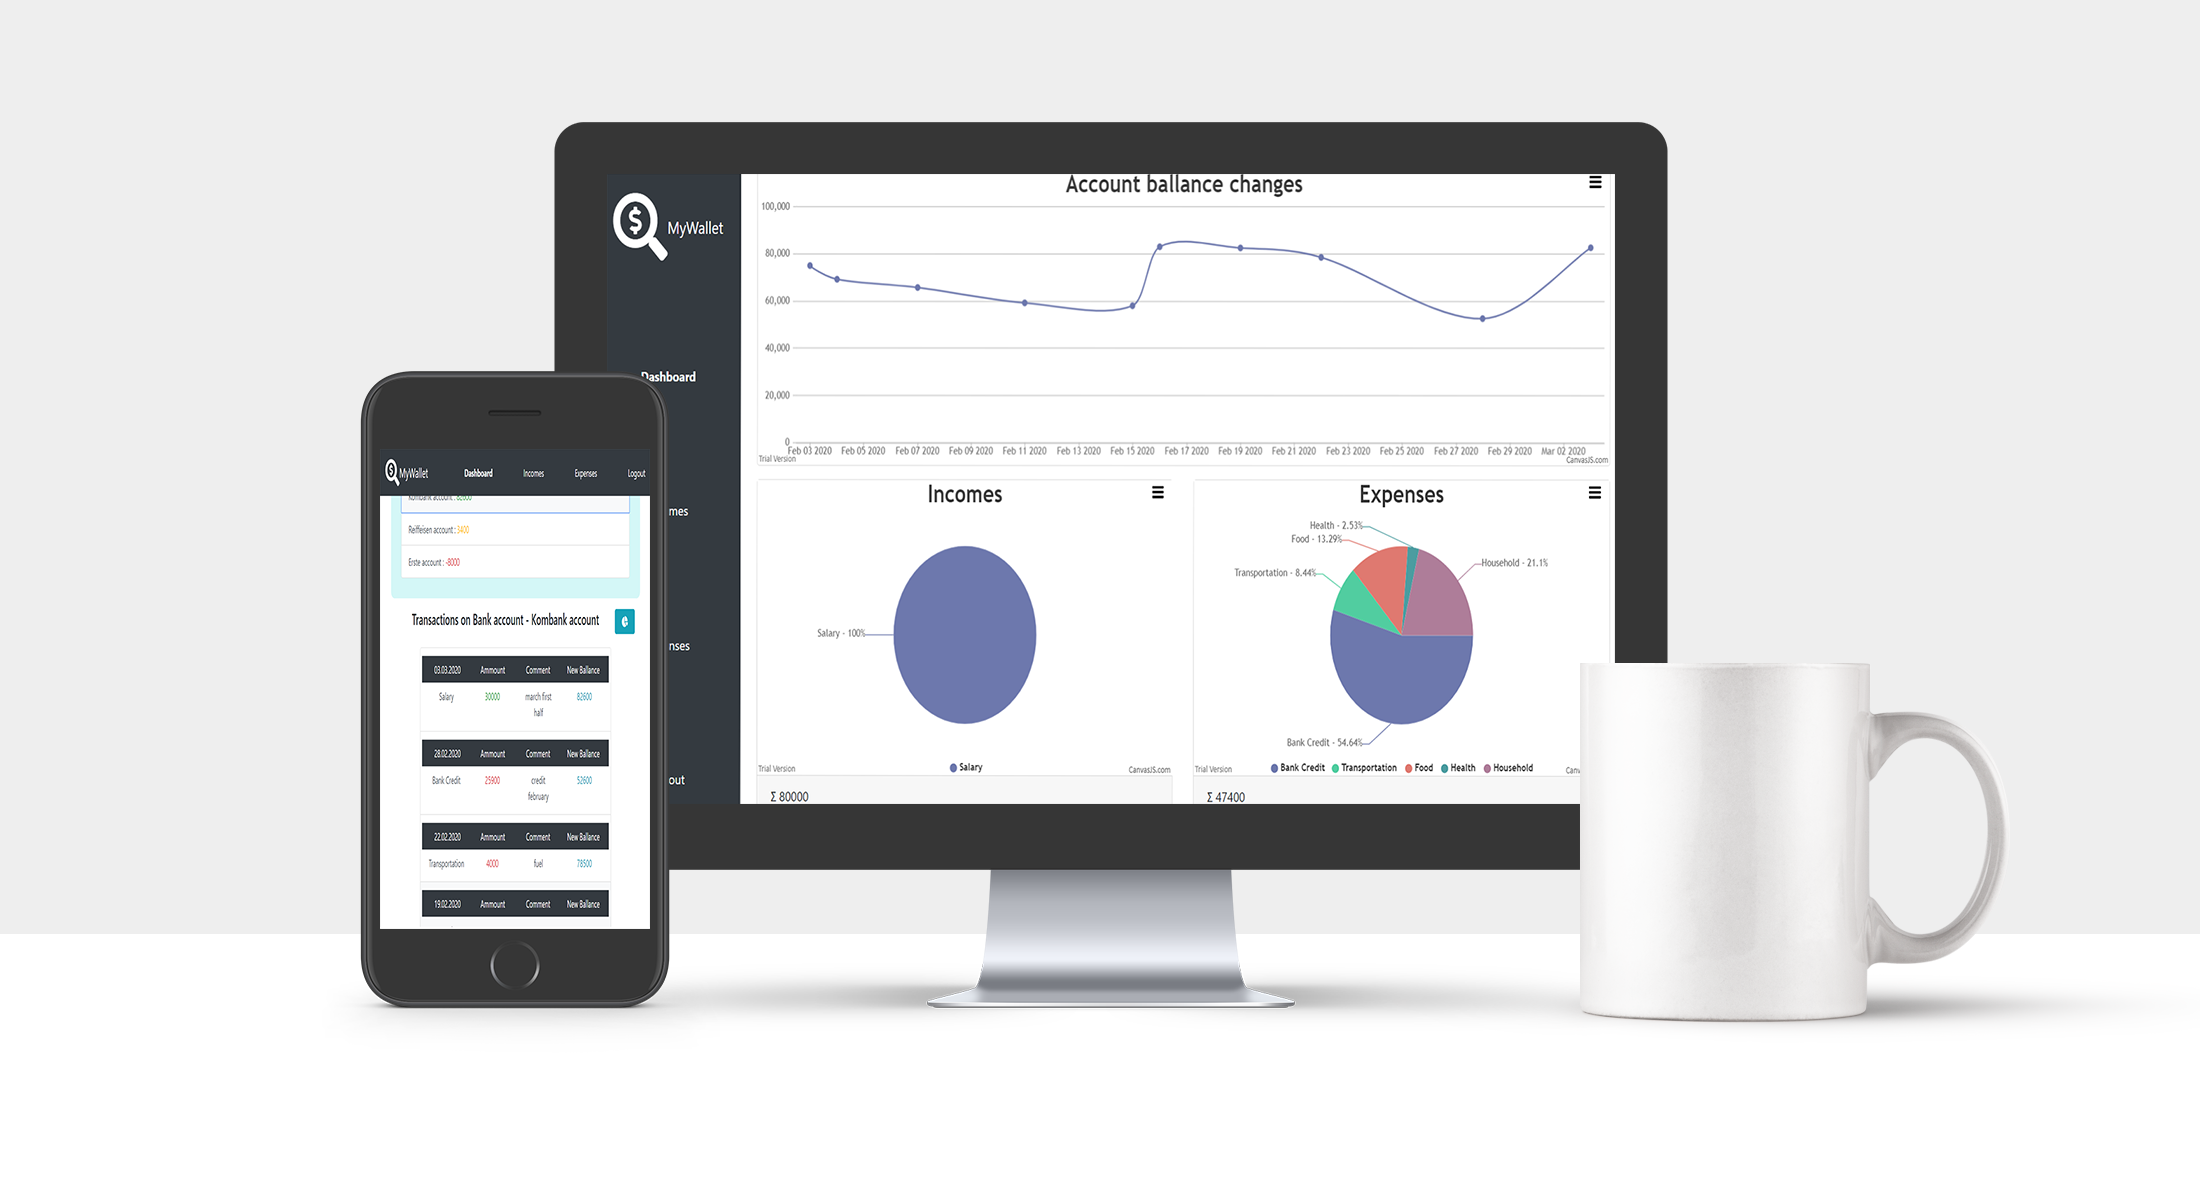 Account ballance changes
MyWallet
100,000
80,000
60,000
40,000
20,000
0
Feb 03 2020 Feb 05 2020 Feb 07 2020 Feb 09 2020 Feb 11 2020 Feb 13 2020 Feb 15 2020 Feb 17 2020 Feb 19 2020 Feb 21 2020 Feb 23 2020 Feb 25 2020 Feb 27 2020 Feb 29 2020 Mar 02 2020
Trial Version
CanvasJS.com
Dashboard
mes
nses
out
Incomes
Salary - 100%
Salary
Trial Version
CanvasJS.com
Σ 80000
Expenses
Health - 2.53%
Food - 13.29%
Household - 21.1%
Transportation - 8.44%
Bank Credit - 54.64%
Trial Version
Bank Credit Transportation Food Health Household
Canv
Σ 47400
MyWallet Dashboard Incomes Expenses Logout
Kombank account : 82600
Reiffeisen account : 3400
Erste account : -8000
Transactions on Bank account - Kombank account
03.03.2020 Ammount Comment New Ballance
Salary 30000 march first 82600
half
28.02.2020 Ammount Comment New Ballance
Bank Credit 25900 credit 52600
february
22.02.2020 Ammount Comment New Ballance
Transportation 4000 fuel 78500
19.02.2020 Ammount Comment New Ballance